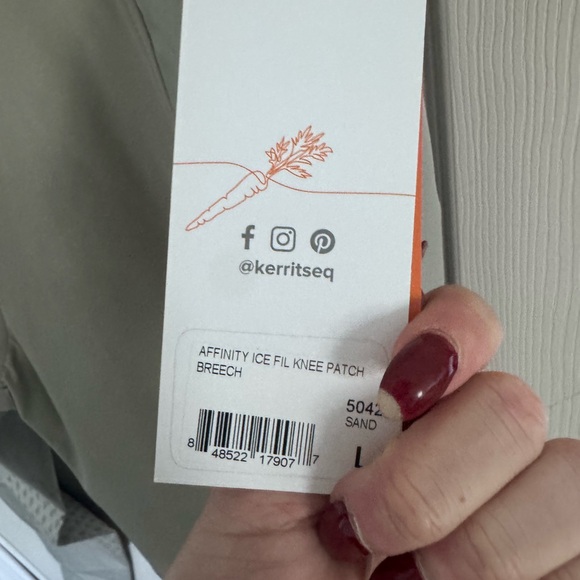 @kerritseq
AFFINITY ICE FIL KNEE PATCH
BREECH
SAND
L
8 48522 17907 7